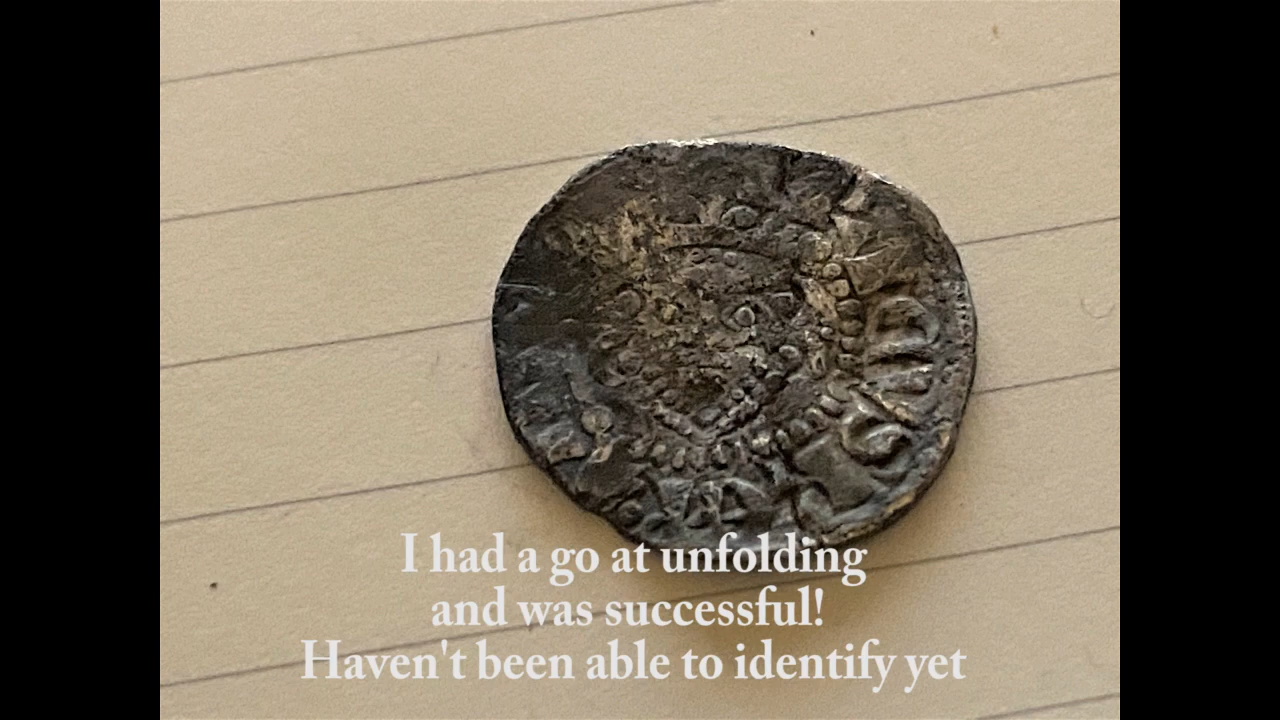 I had a go at unfolding
and was successful!
Haven't been able to identify yet